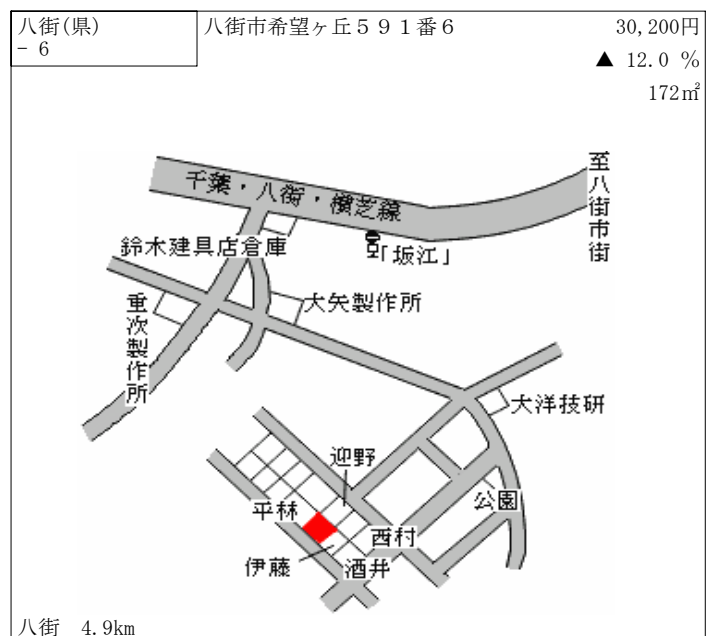 八街(県)
－６
八街市希望ヶ丘５９１番６
30,200円
▲ 12.0 %
172㎡
千葉・八街・横芝線
至八街市街
鈴木建具店倉庫
「坂江」
重次製作所
大矢製作所
大洋技研
迎野
平林
公園
西村
伊藤
酒井
八街 4.9km